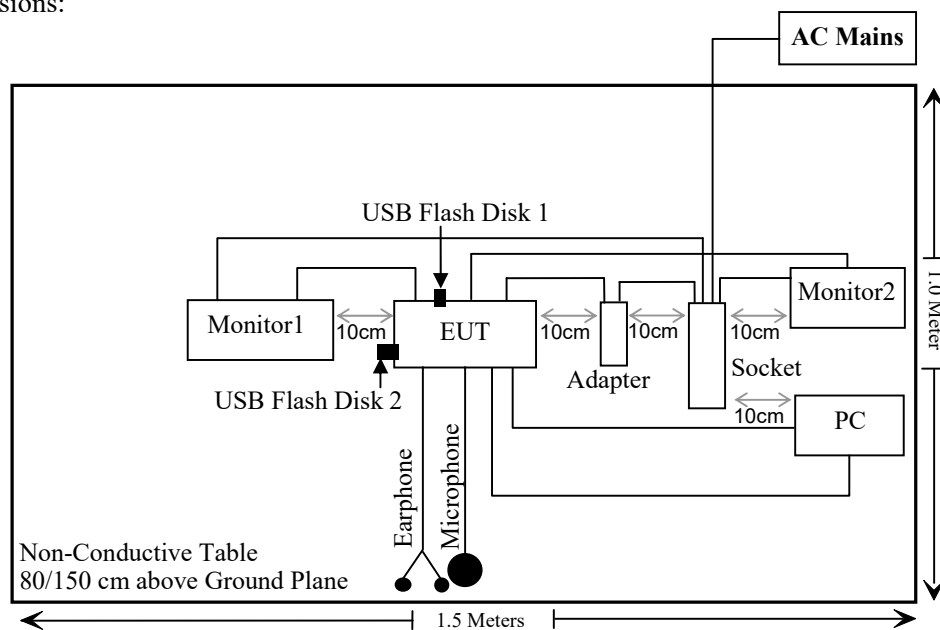 sions:
AC Mains
USB Flash Disk 1
Monitor1
10cm
EUT
10cm
10cm
10cm
Monitor2
1.0 Meter
Adapter
Socket
USB Flash Disk 2
10cm
PC
Earphone
Microphone
Non-Conductive Table
80/150 cm above Ground Plane
1.5 Meters